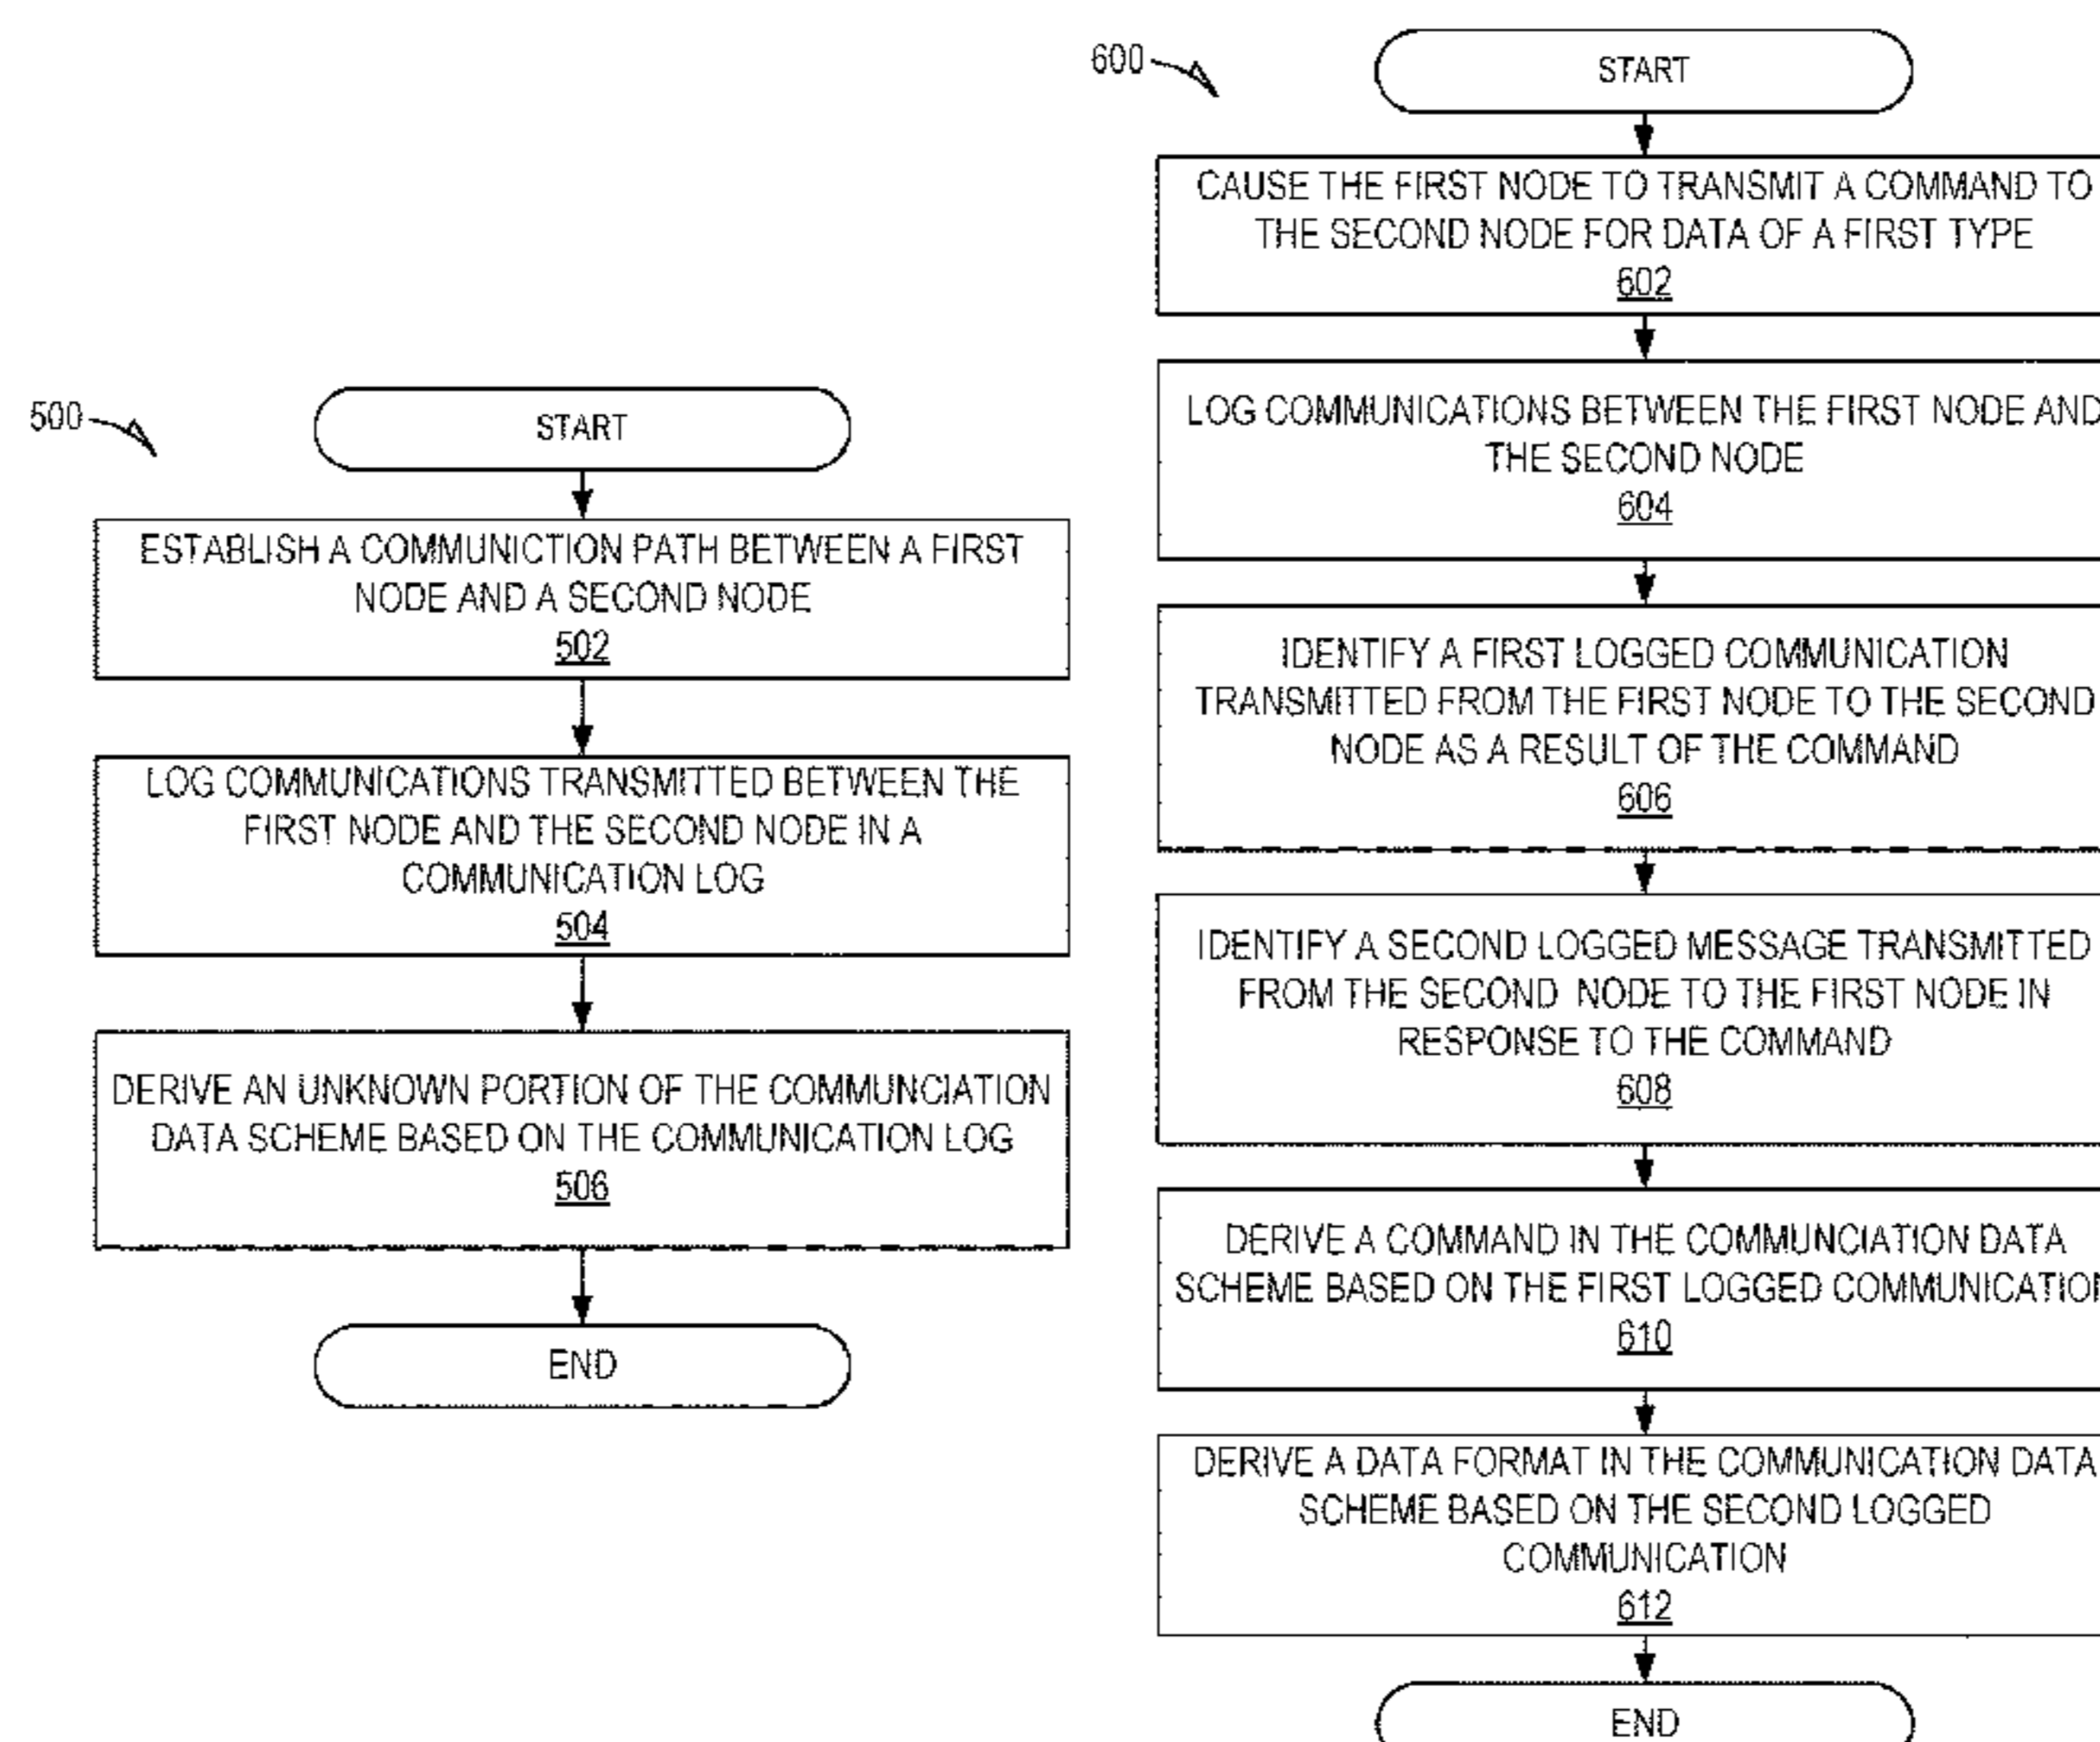 500
START
ESTABLISH A COMMUNICTION PATH BETWEEN A FIRST
NODE AND A SECOND NODE
502
LOG COMMUNICATIONS TRANSMITTED BETWEEN THE
FIRST NODE AND THE SECOND NODE IN A
COMMUNICATION LOG
504
DERIVE AN UNKNOWN PORTION OF THE COMMUNCIATION
DATA SCHEME BASED ON THE COMMUNICATION LOG
506
END
600
START
CAUSE THE FIRST NODE TO TRANSMIT A COMMAND TO
THE SECOND NODE FOR DATA OF A FIRST TYPE
602
LOG COMMUNICATIONS BETWEEN THE FIRST NODE AND
THE SECOND NODE
604
IDENTIFY A FIRST LOGGED COMMUNICATION
TRANSMITTED FROM THE FIRST NODE TO THE SECOND
NODE AS A RESULT OF THE COMMAND
606
IDENTIFY A SECOND LOGGED MESSAGE TRANSMITTED
FROM THE SECOND NODE TO THE FIRST NODE IN
RESPONSE TO THE COMMAND
608
DERIVE A COMMAND IN THE COMMUNCIATION DATA
SCHEME BASED ON THE FIRST LOGGED COMMUNICATION
610
DERIVE A DATA FORMAT IN THE COMMUNICATION DATA
SCHEME BASED ON THE SECOND LOGGED
COMMUNICATION
612
END